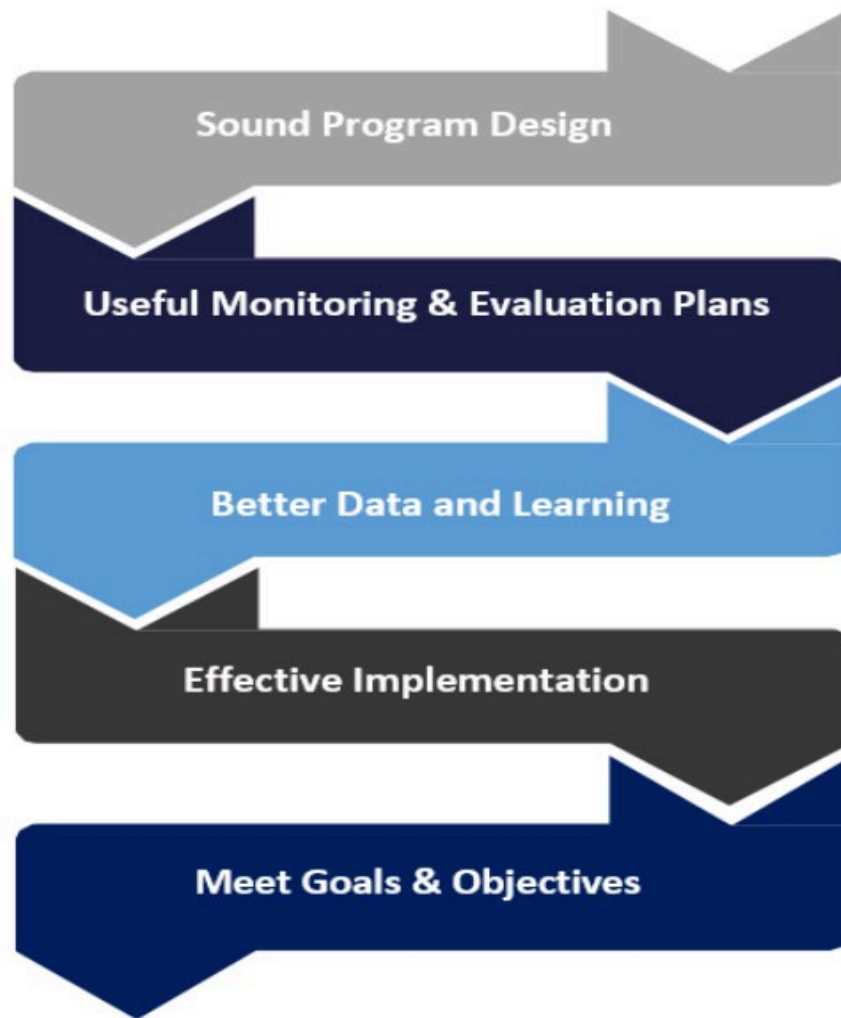 Sound Program Design
Useful Monitoring & Evaluation Plans
Better Data and Learning
Effective Implementation
Meet Goals & Objectives